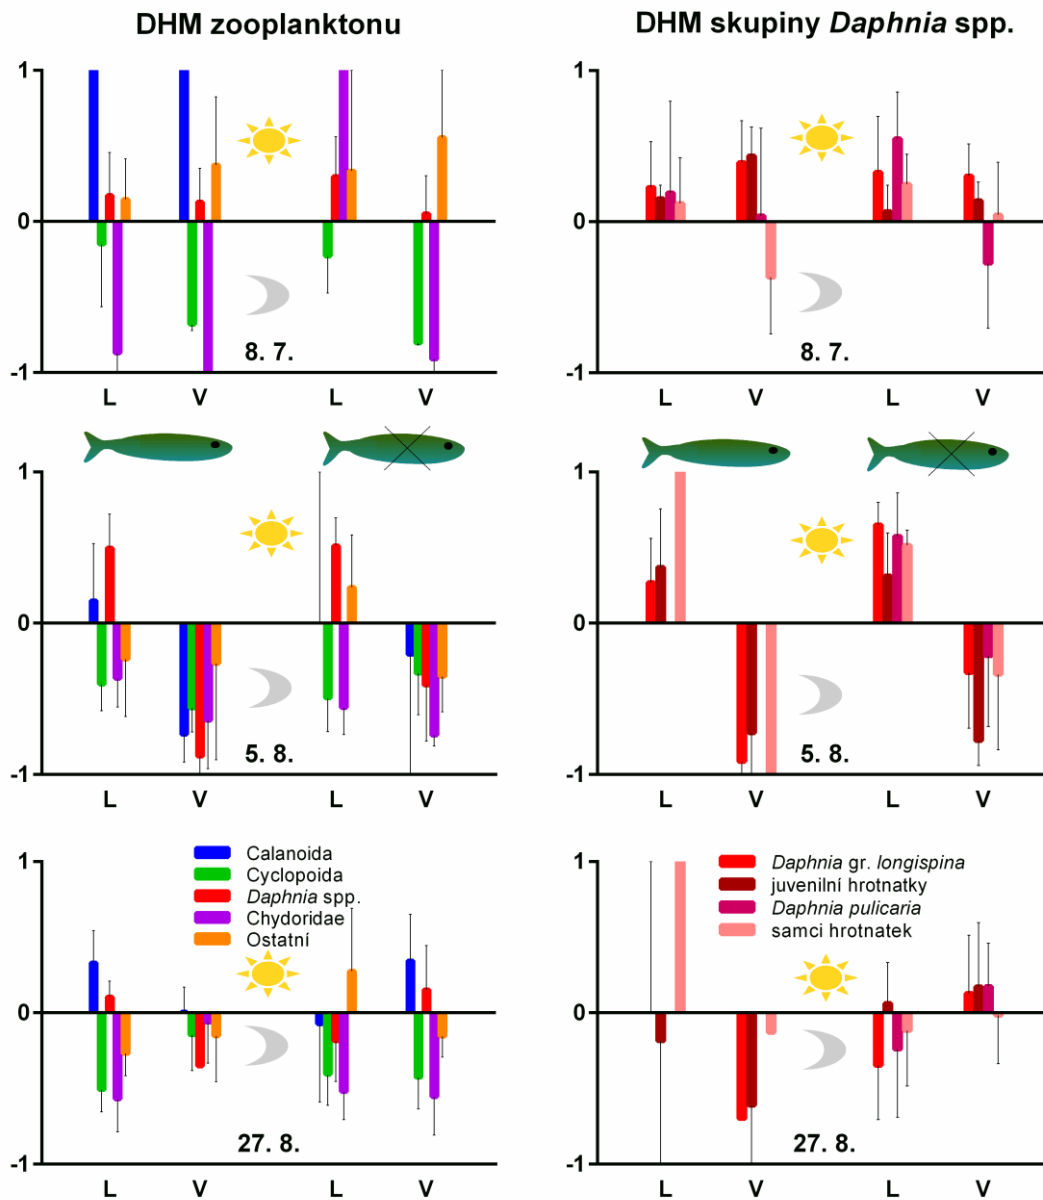 DHM zooplanktonu
DHM skupiny Daphnia spp.
1
0
-1
8. 7.
L V L V
1
0
-1
8. 7.
L V L V
1
0
-1
5. 8.
L V L V
1
0
-1
5. 8.
L V L V
1
0
-1
Calanoida
Cyclopoida
Daphnia spp.
Chydoridae
Ostatní
27. 8.
L V L V
1
0
-1
Daphnia gr. longispina
juvenilní hrotnatky
Daphnia pulicaria
samci hrotnatek
27. 8.
L V L V